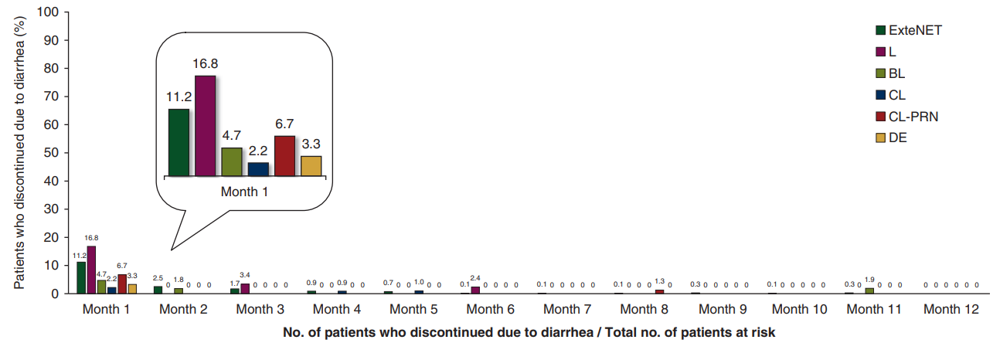 Patients who discontinued due to diarrhea (%)
100
90
80
70
60
50
40
30
20
10
0
ExteNET
L
BL
CL
CL-PRN
DE
11.2
16.8
4.7
2.2
6.7
3.3
Month 1
11.2 16.8 4.7 2.2 6.7 3.3
2.5 0 1.8 0 0 0
1.7 3.4 0 0 0 0
0.9 0 0 0.9 0 0
0.7 0 0 1.0 0 0
0.1 2.4 0 0 0 0
0.1 0 0 0 0 0
0.1 0 0 0 1.3 0
0.3 0 0 0 0 0
0.1 0 0 0 0 0
0.3 0 1.9 0 0 0
0 0 0 0 0 0
Month 1 Month 2 Month 3 Month 4 Month 5 Month 6 Month 7 Month 8 Month 9 Month 10 Month 11 Month 12
No. of patients who discontinued due to diarrhea / Total no. of patients at risk